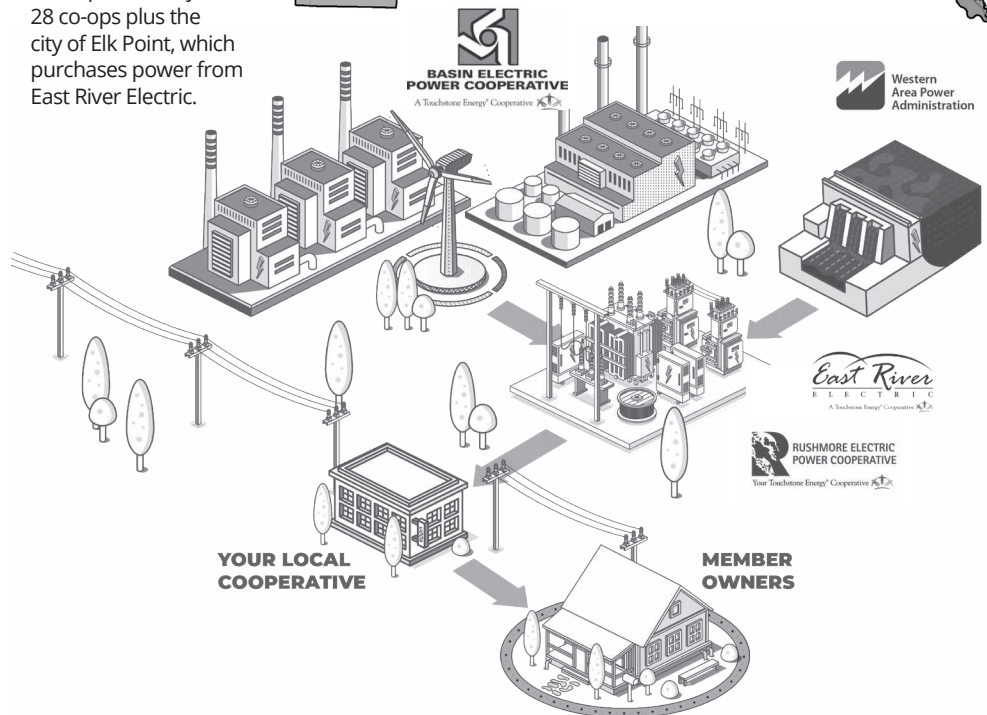 28 co-ops plus the
city of Elk Point, which
purchases power from
East River Electric.
BASIN ELECTRIC
POWER COOPERATIVE
A Touchstone Energy® Cooperative
Western
Area Power
Administration
East River
ELECTRIC
A Touchstone Energy® Cooperative
RUSHMORE ELECTRIC
POWER COOPERATIVE
Your Touchstone Energy® Cooperative
YOUR LOCAL
COOPERATIVE
MEMBER
OWNERS